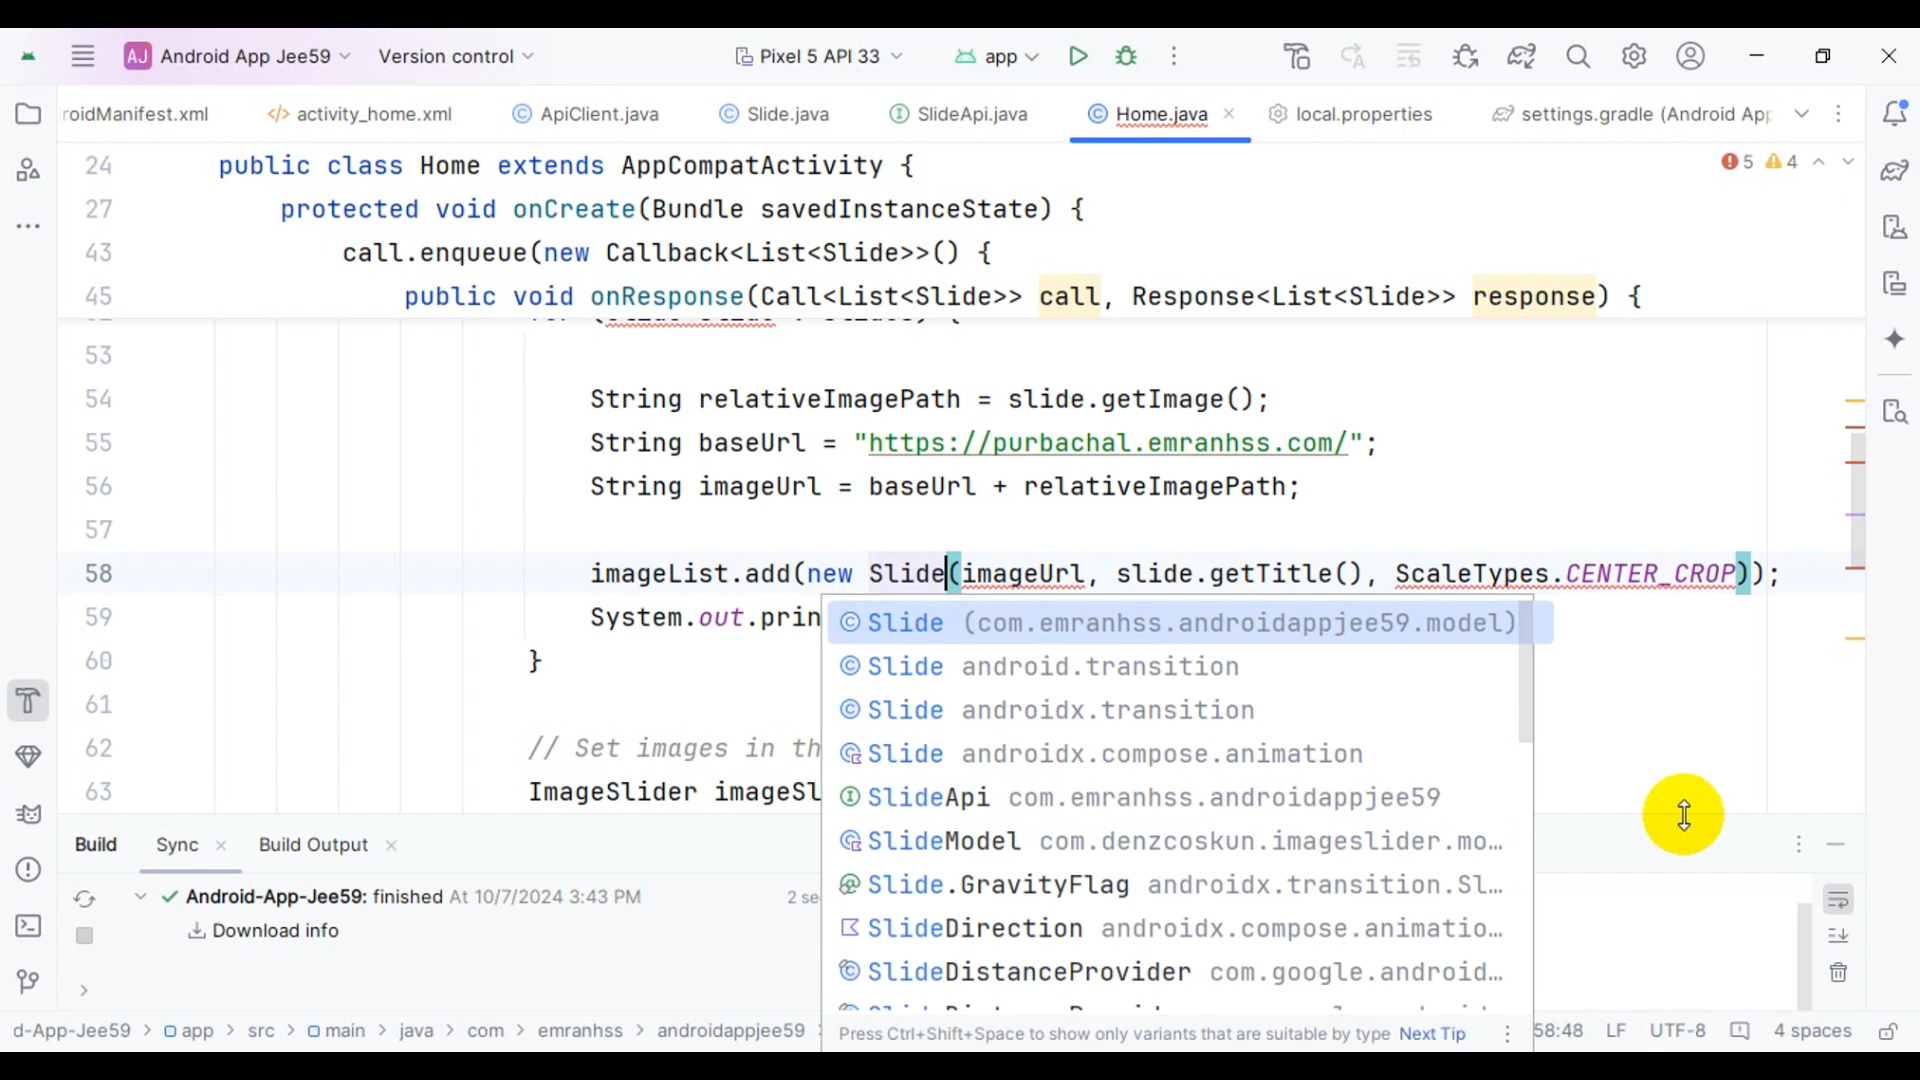 AJ Android App Jee59 Version control Pixel 5 API 33 app
roidManifest.xml activity_home.xml ApiClient.java Slide.java SlideApi.java Home.java local.properties settings.gradle (Android App
24 public class Home extends AppCompatActivity { 5 4
27 protected void onCreate(Bundle savedInstanceState) {
43 call.enqueue(new Callback<List<Slide>>() {
45 public void onResponse(Call<List<Slide>> call, Response<List<Slide>> response) {
53
54 String relativeImagePath = slide.getImage();
55 String baseUrl = "https://purbachal.emranhss.com/";
56 String imageUrl = baseUrl + relativeImagePath;
57
58 imageList.add(new Slide(imageUrl, slide.getTitle(), ScaleTypes.CENTER_CROP));
59 System.out.prin
Slide (com.emranhss.androidappjee59.model)
60 }
Slide android.transition
61
Slide androidx.transition
62 // Set images in th
Slide androidx.compose.animation
63 ImageSlider imageSl
SlideApi com.emranhss.androidappjee59
SlideModel com.denzcoskun.imageslider.mo...
Slide.GravityFlag androidx.transition.Sl...
SlideDirection androidx.compose.animatio...
SlideDistanceProvider com.google.android...
Press Ctrl+Shift+Space to show only variants that are suitable by type Next Tip
Build Sync Build Output
Android-App-Jee59: finished At 10/7/2024 3:43 PM 2 se
Download info
d-App-Jee59 > app > src > main > java > com > emranhss > androidappjee59 58:48 LF UTF-8 4 spaces